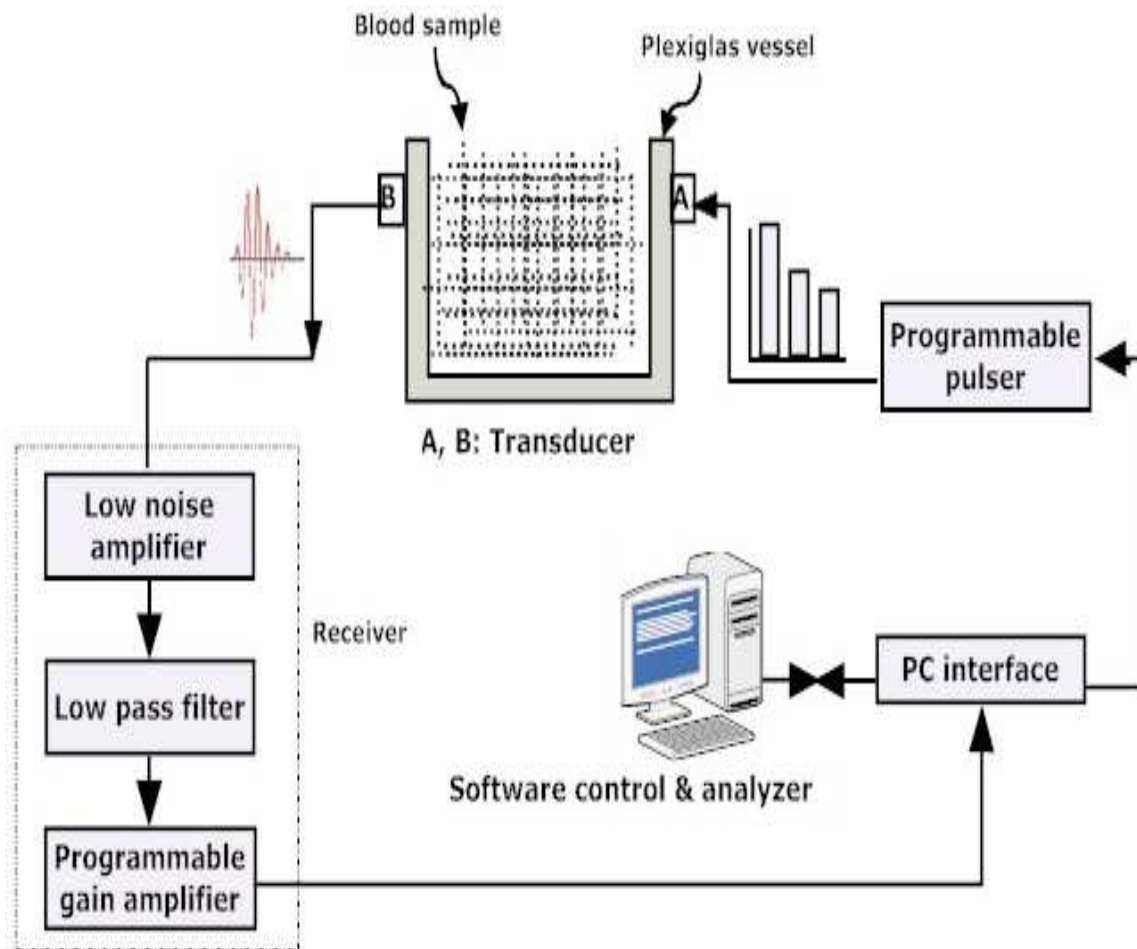 Blood sample
Plexiglas vessel
B
A
Programmable
pulser
A, B: Transducer
Low noise
amplifier
Receiver
Low pass filter
PC interface
Software control & analyzer
Programmable
gain amplifier